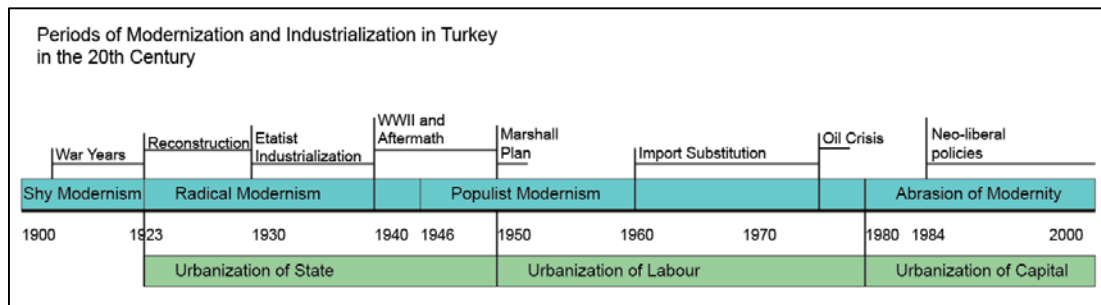 Periods of Modernization and Industrialization in Turkey
in the 20th Century
War Years
Reconstruction
Etatist
Industrialization
WWII and
Aftermath
Marshall
Plan
Import Substitution
Oil Crisis
Neo-liberal
policies
Shy Modernism
Radical Modernism
Populist Modernism
Abrasion of Modernity
1900
1923
1930
1940
1946
1950
1960
1970
1980
1984
2000
Urbanization of State
Urbanization of Labour
Urbanization of Capital